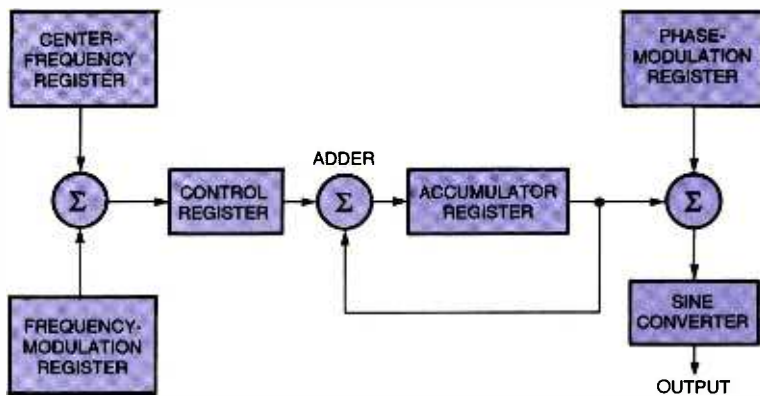 CENTER-
FREQUENCY
REGISTER
PHASE-
MODULATION
REGISTER
ADDER
Σ
CONTROL
REGISTER
Σ
ACCUMULATOR
REGISTER
Σ
FREQUENCY-
MODULATION
REGISTER
SINE
CONVERTER
OUTPUT